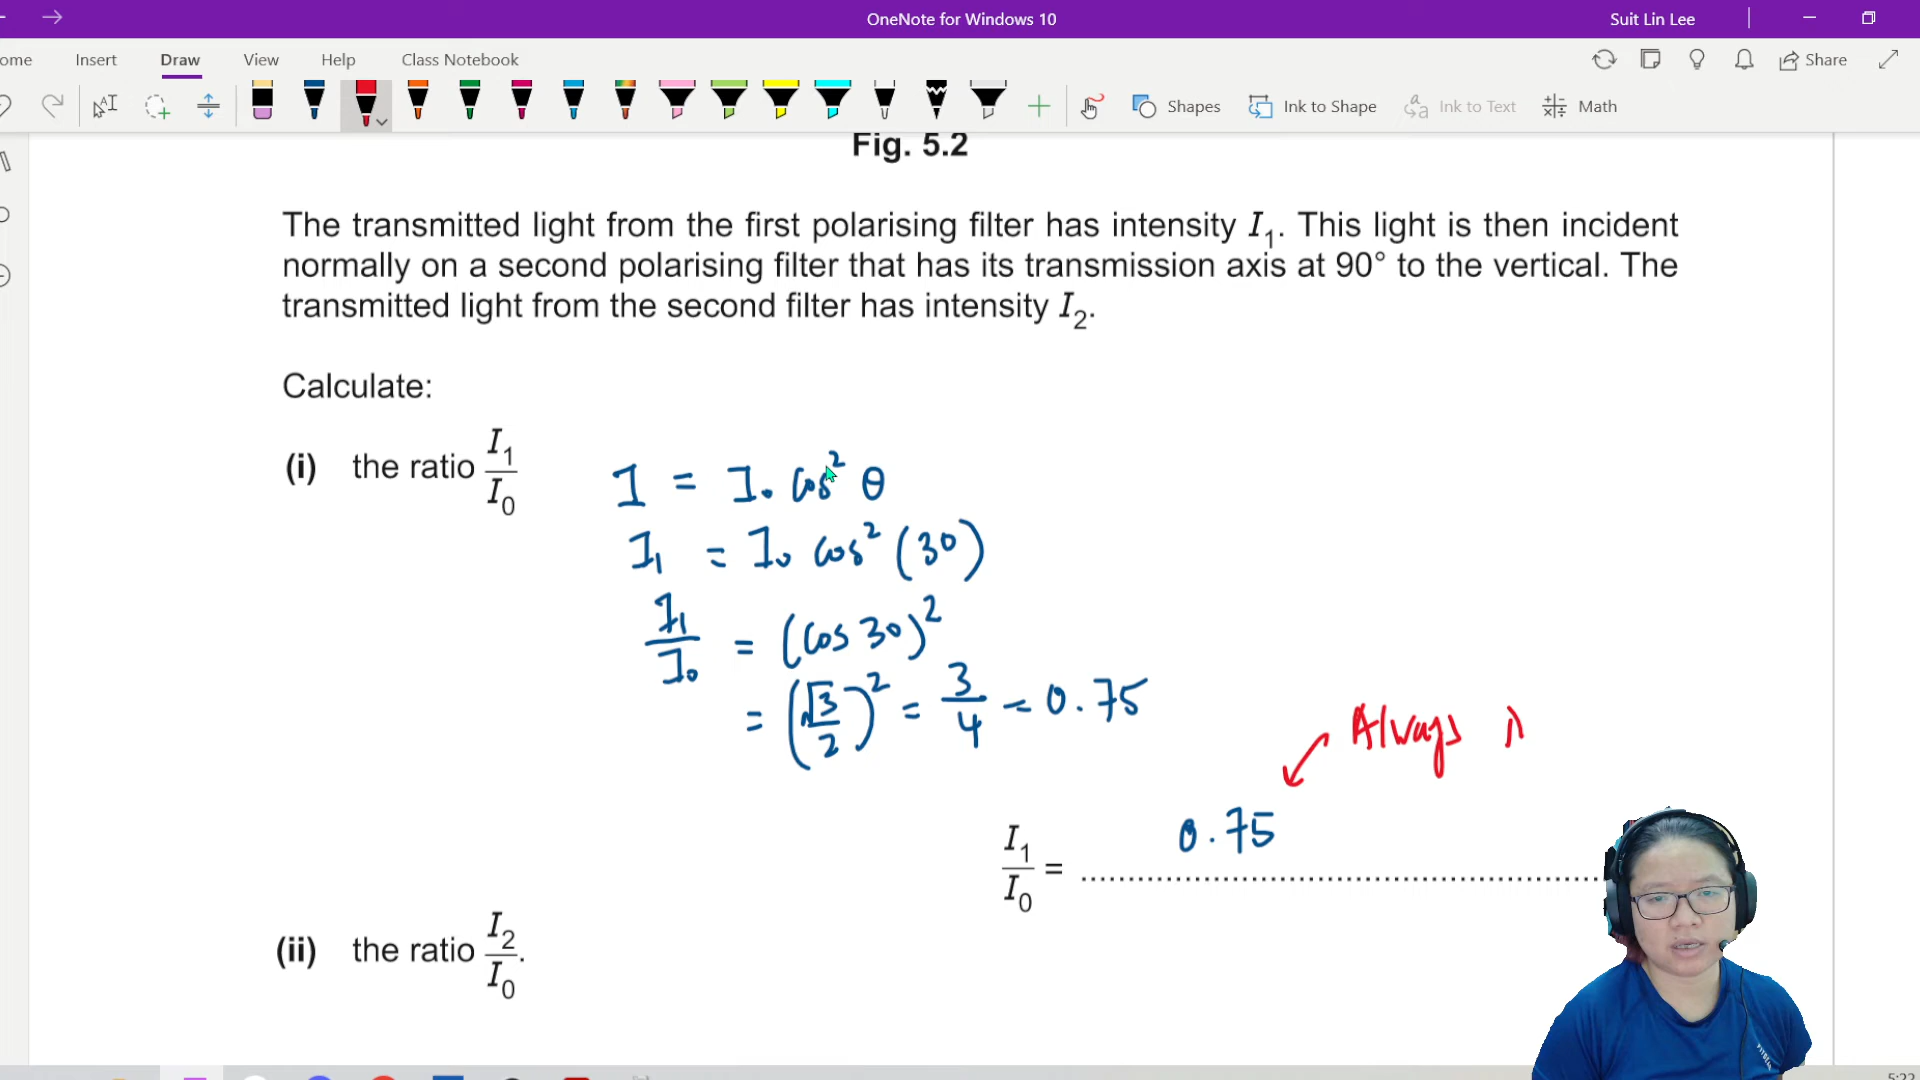 OneNote for Windows 10
Suit Lin Lee
Insert
Draw
View
Help
Class Notebook
Share
Shapes
Ink to Shape
Ink to Text
Math
Fig. 5.2
The transmitted light from the first polarising filter has intensity I₁. This light is then incident
normally on a second polarising filter that has its transmission axis at 90° to the vertical. The
transmitted light from the second filter has intensity I₂.
Calculate:
(i) the ratio I₁/I₀
I = I₀ cos² θ
I₁ = I₀ cos² (30)
I₁/I₀ = (cos 30)²
= (√3/2)² = 3/4 = 0.75
Always
0.75
I₁/I₀ = ............................................
(ii) the ratio I₂/I₀.